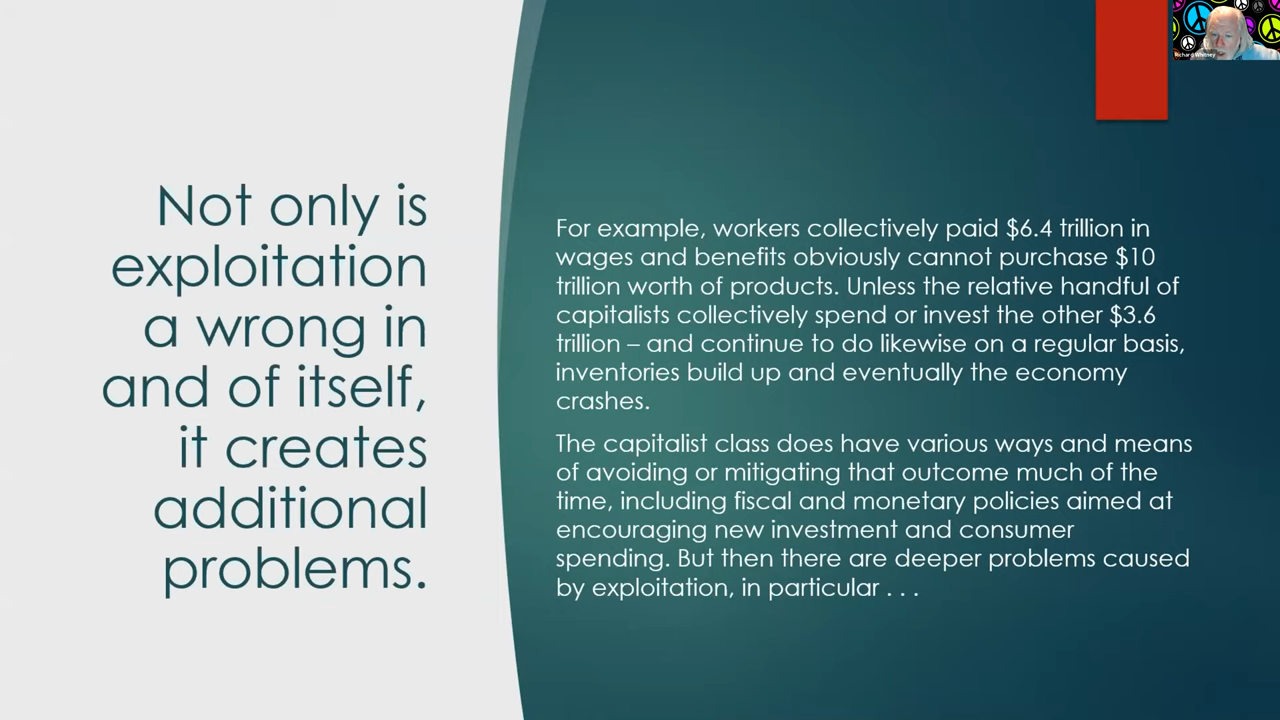 Richard Whitney
Not only is
exploitation
a wrong in
and of itself,
it creates
additional
problems.
For example, workers collectively paid $6.4 trillion in
wages and benefits obviously cannot purchase $10
trillion worth of products. Unless the relative handful of
capitalists collectively spend or invest the other $3.6
trillion – and continue to do likewise on a regular basis,
inventories build up and eventually the economy
crashes.
The capitalist class does have various ways and means
of avoiding or mitigating that outcome much of the
time, including fiscal and monetary policies aimed at
encouraging new investment and consumer
spending. But then there are deeper problems caused
by exploitation, in particular . . .